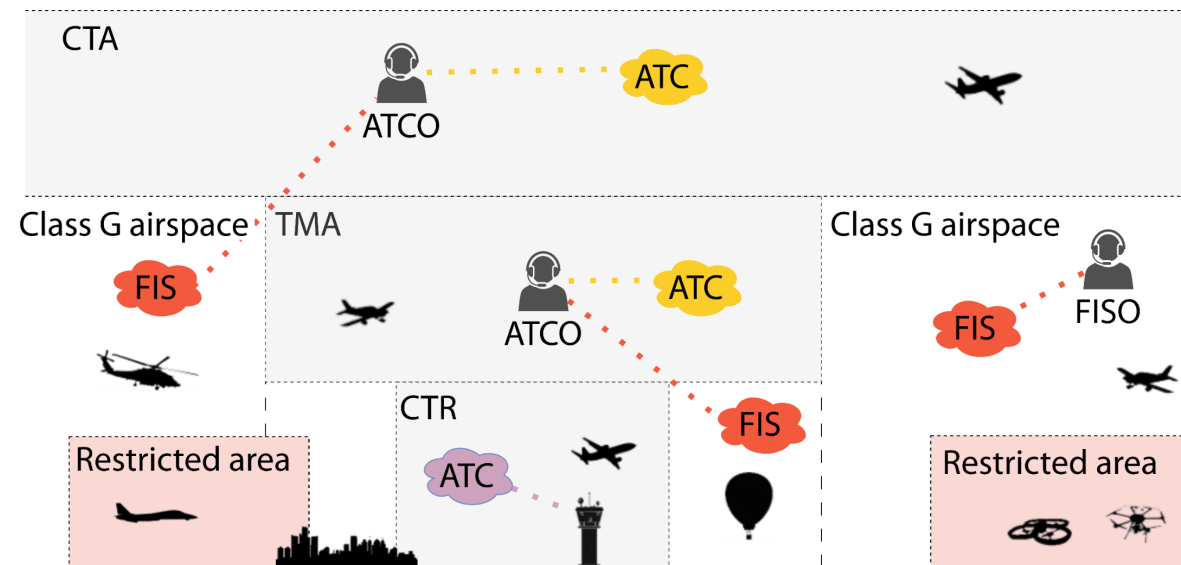 CTA
ATC
ATCO
Class G airspace
TMA
Class G airspace
FIS
ATC
FISO
ATCO
FIS
CTR
FIS
Restricted area
ATC
Restricted area